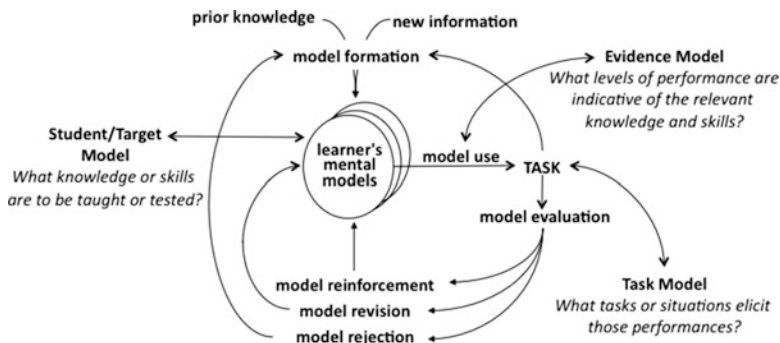 prior knowledge
new information
model formation
Evidence Model
What levels of performance are
indicative of the relevant
knowledge and skills?
Student/Target
Model
What knowledge or skills
are to be taught or tested?
learner's
mental
models
model use
TASK
model evaluation
model reinforcement
model revision
model rejection
Task Model
What tasks or situations elicit
those performances?